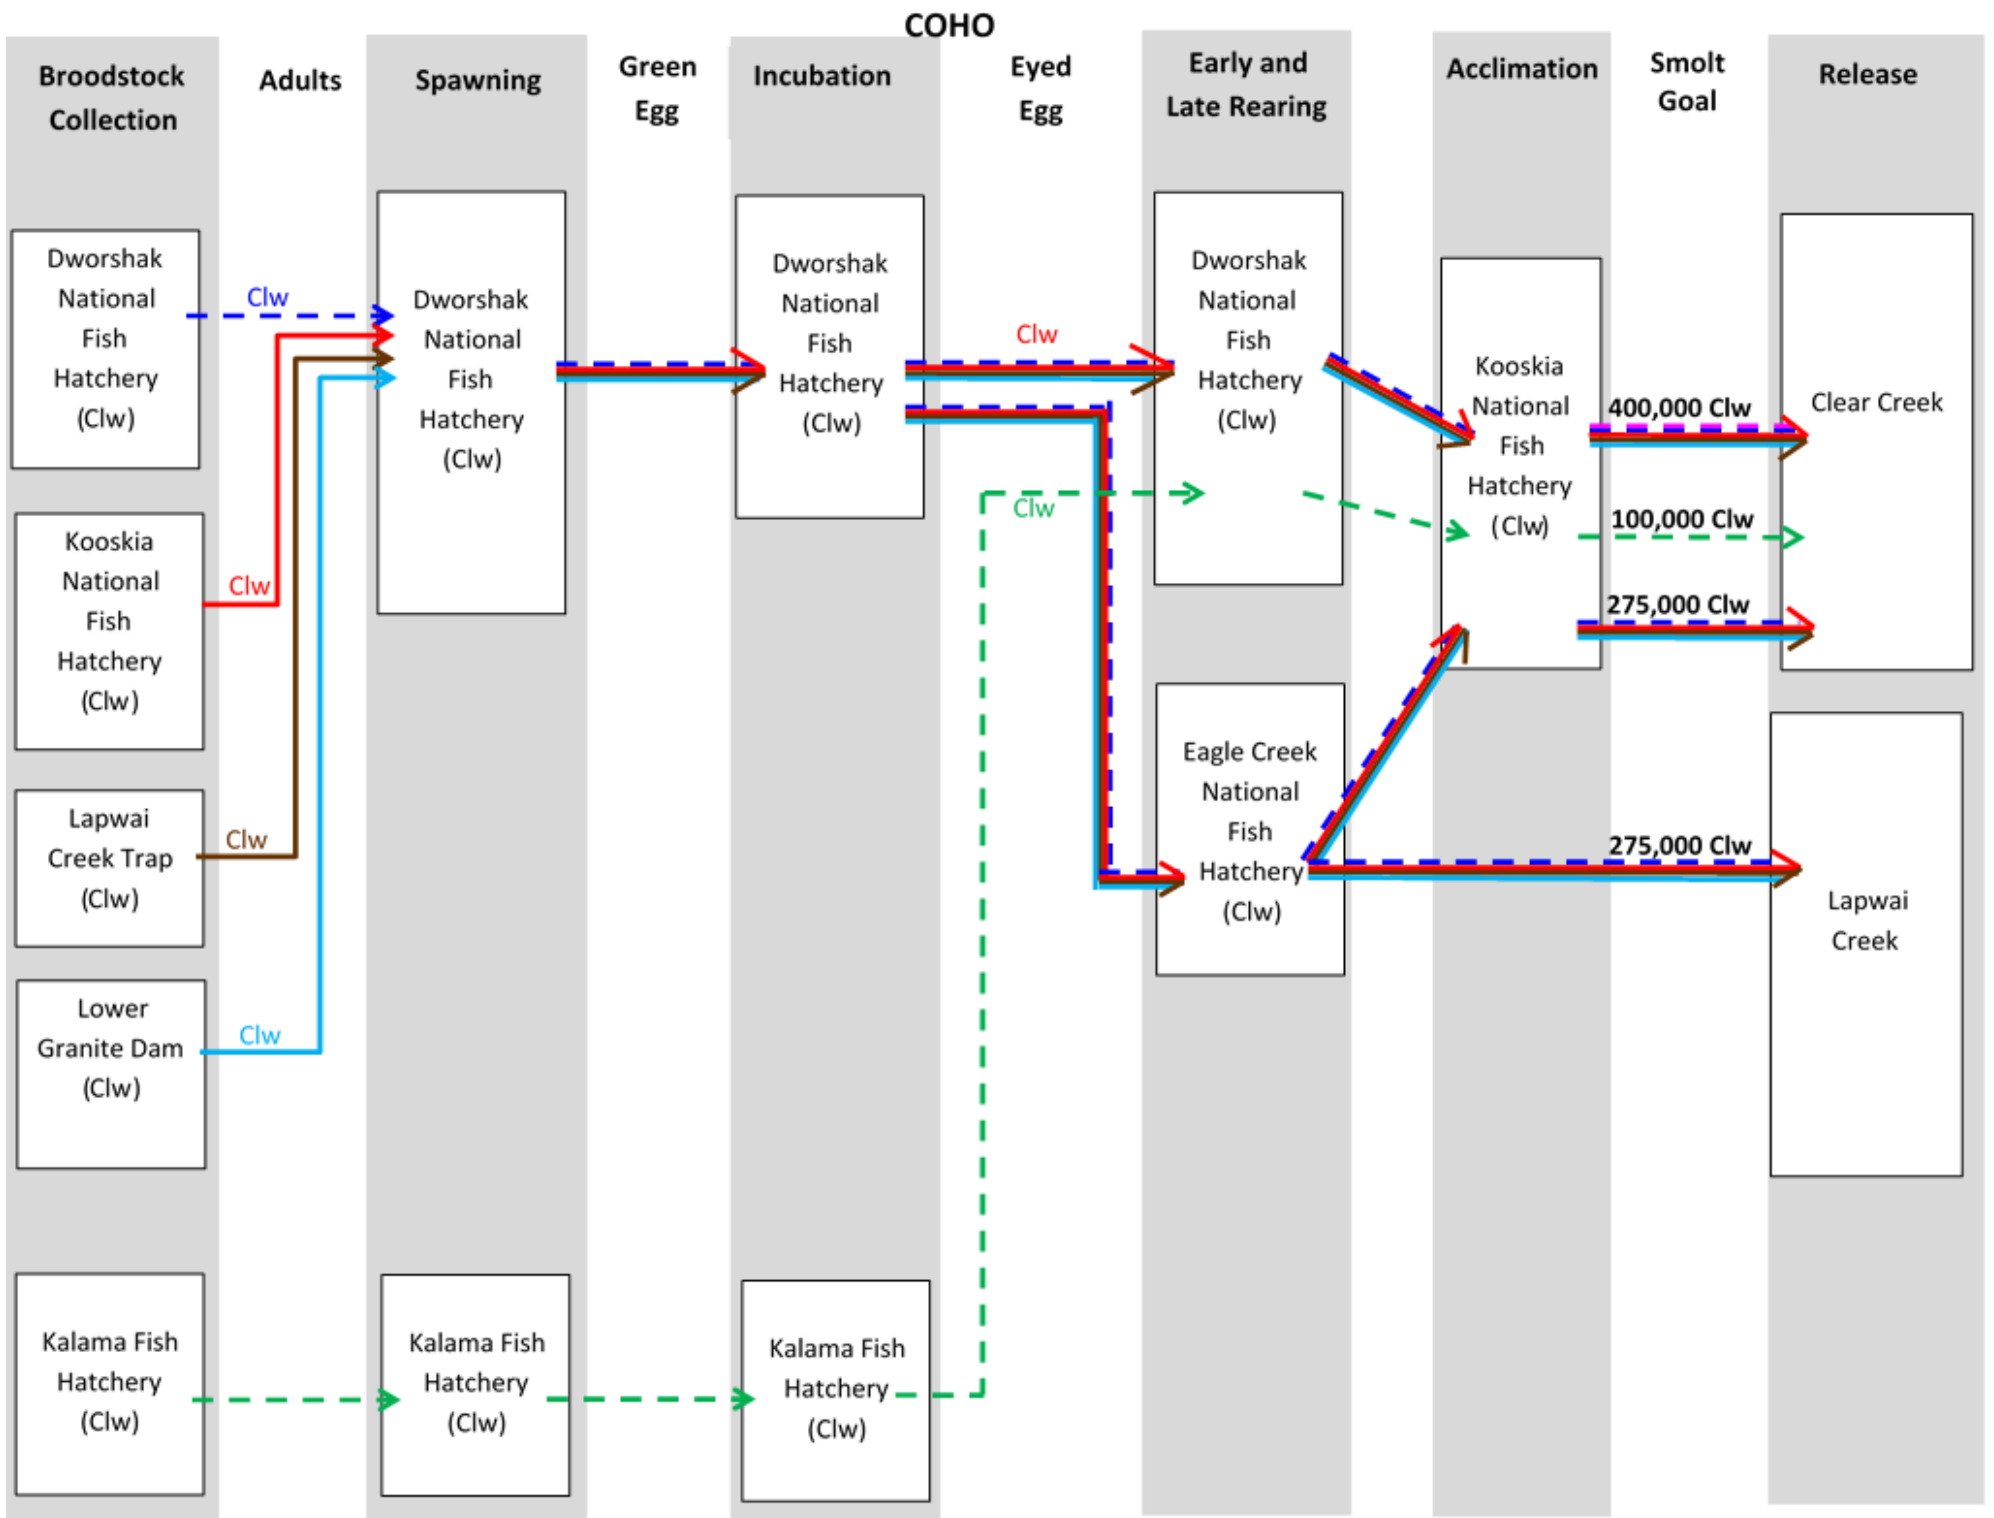 COHO
Broodstock
Collection
Adults
Spawning
Green
Egg
Incubation
Eyed
Egg
Early and
Late Rearing
Acclimation
Smolt
Goal
Release
Dworshak
National
Fish
Hatchery
(Clw)
Kooskia
National
Fish
Hatchery
(Clw)
Lapwai
Creek Trap
(Clw)
Lower
Granite Dam
(Clw)
Kalama Fish
Hatchery
(Clw)
Clw
Clw
Clw
Clw
Dworshak
National
Fish
Hatchery
(Clw)
Kalama Fish
Hatchery
(Clw)
Dworshak
National
Fish
Hatchery
(Clw)
Kalama Fish
Hatchery
(Clw)
Clw
Clw
Dworshak
National
Fish
Hatchery
(Clw)
Eagle Creek
National
Fish
Hatchery
(Clw)
Kooskia
National
Fish
Hatchery
(Clw)
400,000 Clw
100,000 Clw
275,000 Clw
275,000 Clw
Clear Creek
Lapwai
Creek